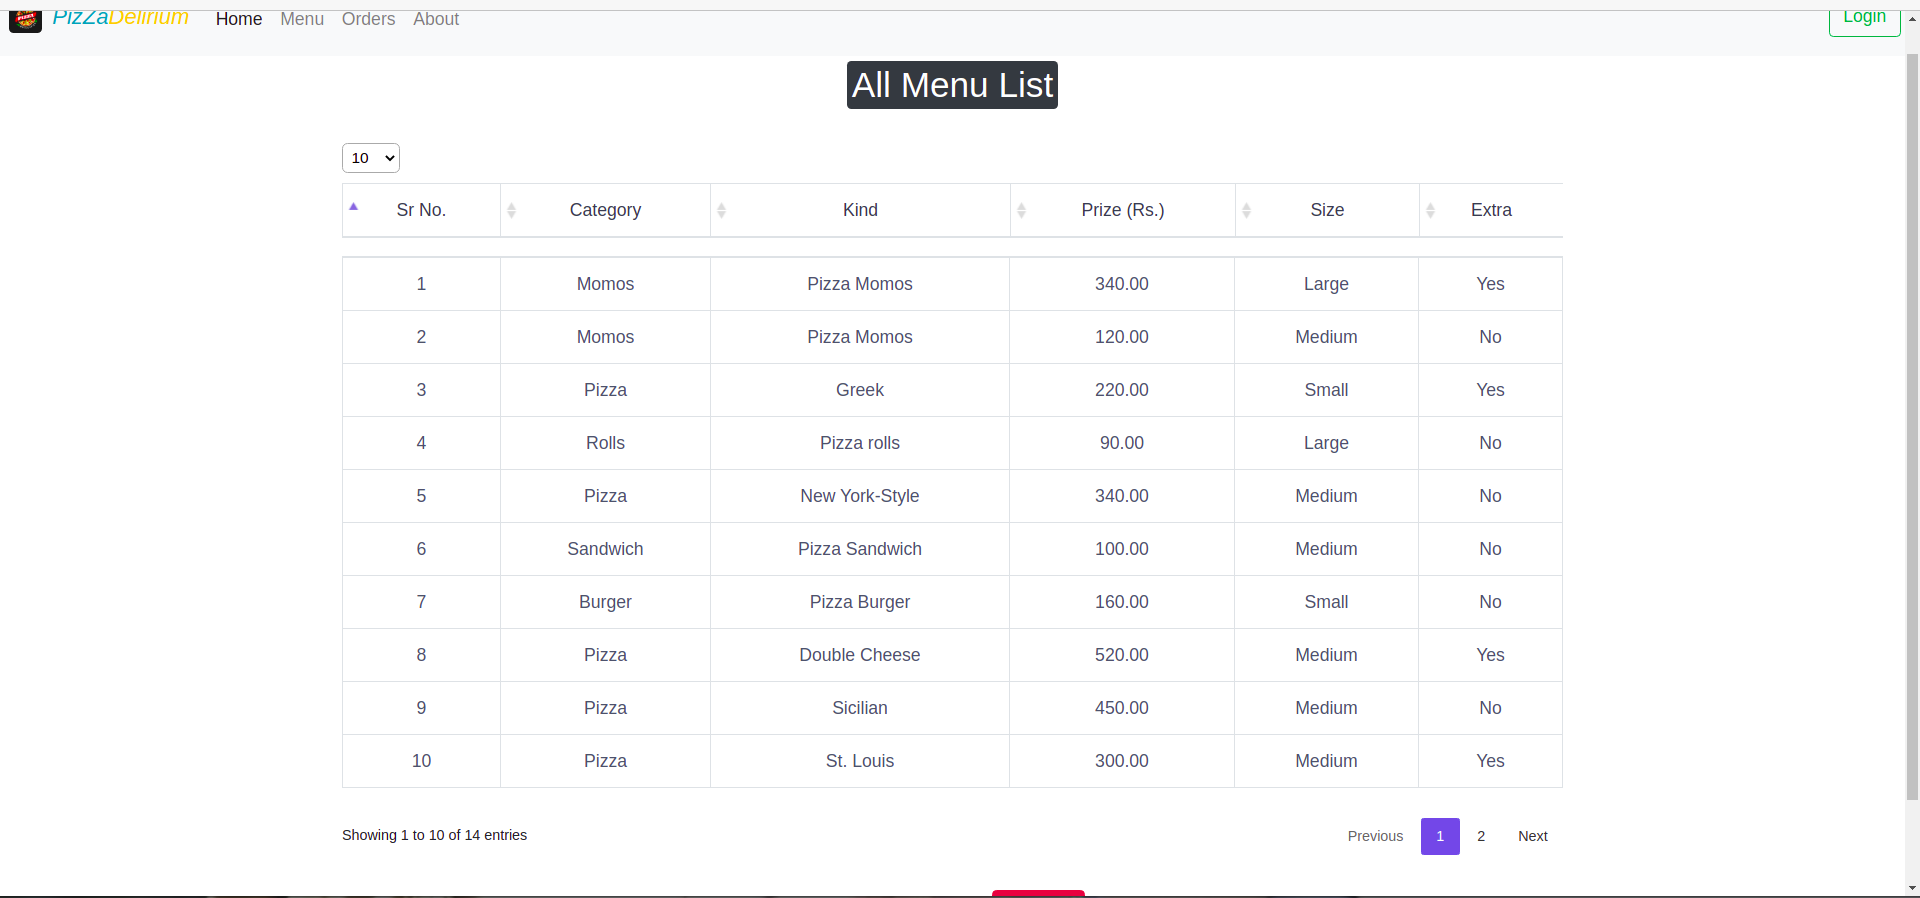 PizZaDelirium Home Menu Orders About Login
All Menu List
10
Sr No. Category Kind Prize (Rs.) Size Extra
1 Momos Pizza Momos 340.00 Large Yes
2 Momos Pizza Momos 120.00 Medium No
3 Pizza Greek 220.00 Small Yes
4 Rolls Pizza rolls 90.00 Large No
5 Pizza New York-Style 340.00 Medium No
6 Sandwich Pizza Sandwich 100.00 Medium No
7 Burger Pizza Burger 160.00 Small No
8 Pizza Double Cheese 520.00 Medium Yes
9 Pizza Sicilian 450.00 Medium No
10 Pizza St. Louis 300.00 Medium Yes
Showing 1 to 10 of 14 entries Previous 1 2 Next